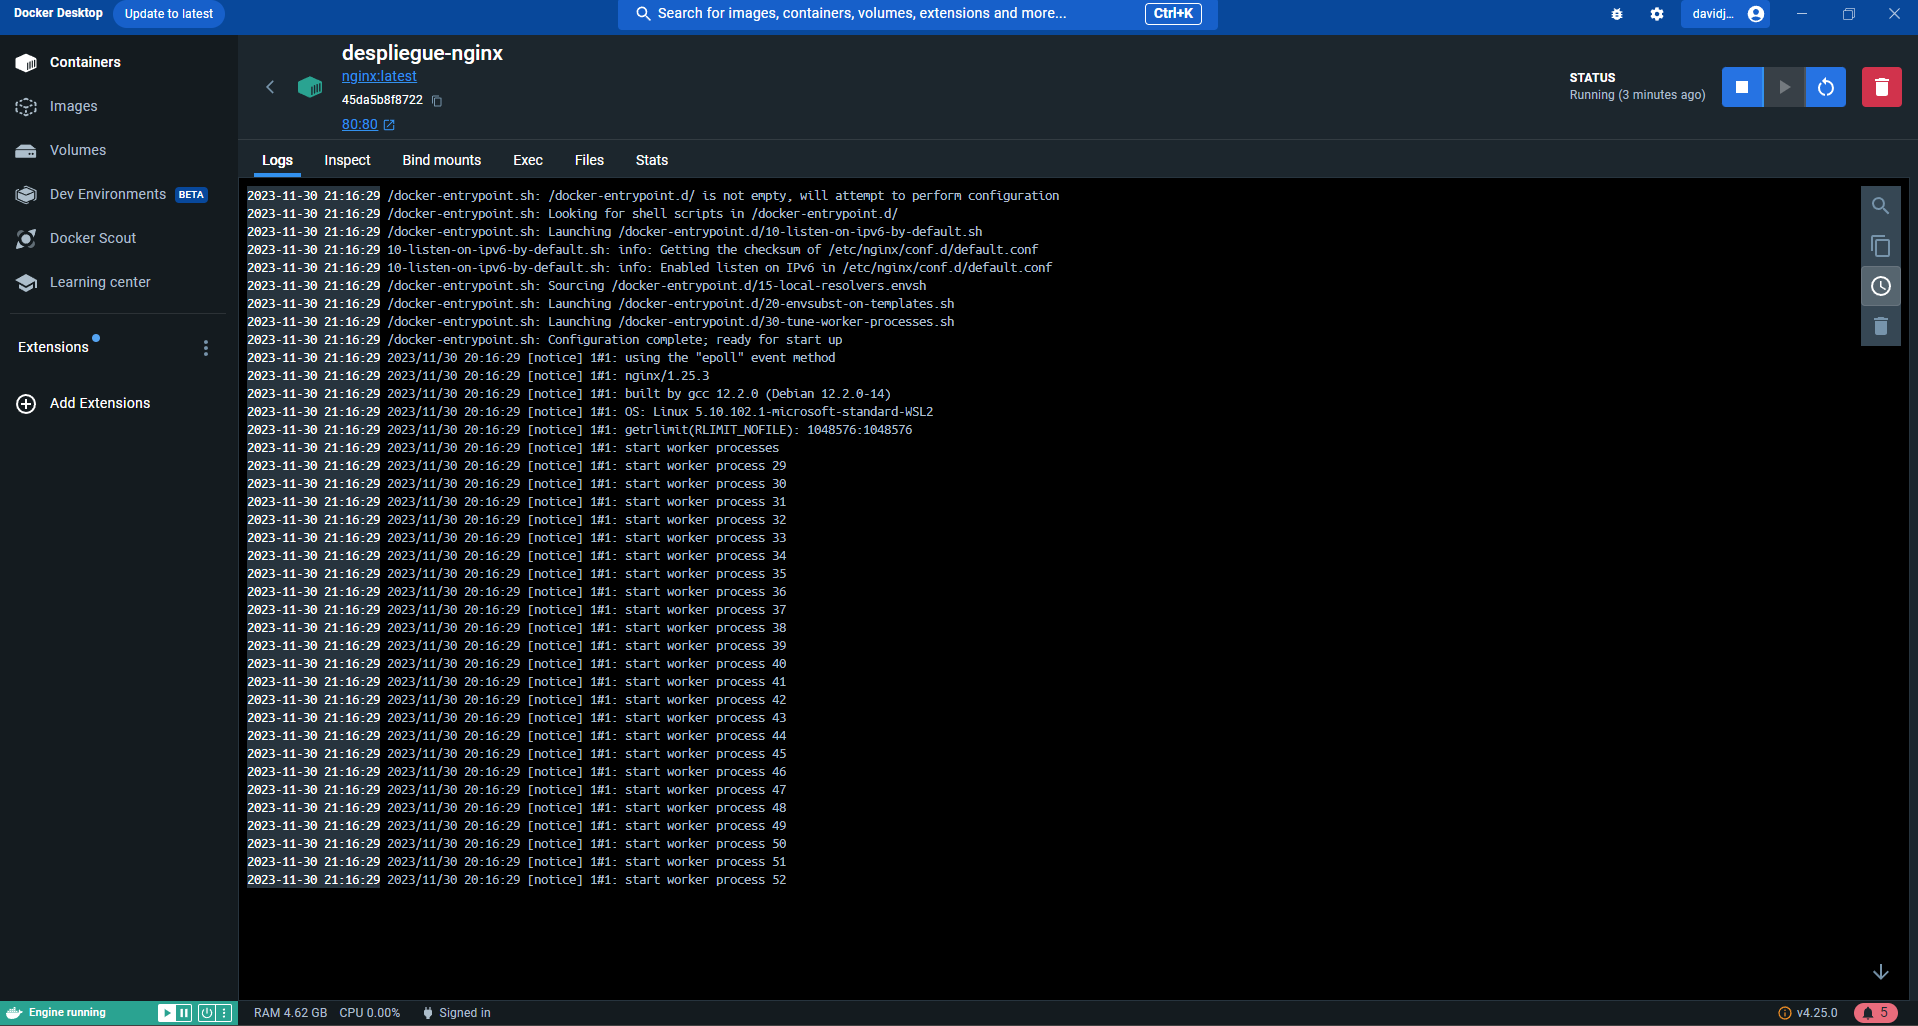 Docker Desktop Update to latest Search for images, containers, volumes, extensions and more... Ctrl+K davidj...
Containers
Images
Volumes
Dev Environments BETA
Docker Scout
Learning center
Extensions
Add Extensions
despliegue-nginx
nginx:latest
45da5b8f8722
80:80
STATUS
Running (3 minutes ago)
Logs Inspect Bind mounts Exec Files Stats
2023-11-30 21:16:29 /docker-entrypoint.sh: /docker-entrypoint.d/ is not empty, will attempt to perform configuration
2023-11-30 21:16:29 /docker-entrypoint.sh: Looking for shell scripts in /docker-entrypoint.d/
2023-11-30 21:16:29 /docker-entrypoint.sh: Launching /docker-entrypoint.d/10-listen-on-ipv6-by-default.sh
2023-11-30 21:16:29 10-listen-on-ipv6-by-default.sh: info: Getting the checksum of /etc/nginx/conf.d/default.conf
2023-11-30 21:16:29 10-listen-on-ipv6-by-default.sh: info: Enabled listen on IPv6 in /etc/nginx/conf.d/default.conf
2023-11-30 21:16:29 /docker-entrypoint.sh: Sourcing /docker-entrypoint.d/15-local-resolvers.envsh
2023-11-30 21:16:29 /docker-entrypoint.sh: Launching /docker-entrypoint.d/20-envsubst-on-templates.sh
2023-11-30 21:16:29 /docker-entrypoint.sh: Launching /docker-entrypoint.d/30-tune-worker-processes.sh
2023-11-30 21:16:29 /docker-entrypoint.sh: Configuration complete; ready for start up
2023-11-30 21:16:29 2023/11/30 20:16:29 [notice] 1#1: using the "epoll" event method
2023-11-30 21:16:29 2023/11/30 20:16:29 [notice] 1#1: nginx/1.25.3
2023-11-30 21:16:29 2023/11/30 20:16:29 [notice] 1#1: built by gcc 12.2.0 (Debian 12.2.0-14)
2023-11-30 21:16:29 2023/11/30 20:16:29 [notice] 1#1: OS: Linux 5.10.102.1-microsoft-standard-WSL2
2023-11-30 21:16:29 2023/11/30 20:16:29 [notice] 1#1: getrlimit(RLIMIT_NOFILE): 1048576:1048576
2023-11-30 21:16:29 2023/11/30 20:16:29 [notice] 1#1: start worker processes
2023-11-30 21:16:29 2023/11/30 20:16:29 [notice] 1#1: start worker process 29
2023-11-30 21:16:29 2023/11/30 20:16:29 [notice] 1#1: start worker process 30
2023-11-30 21:16:29 2023/11/30 20:16:29 [notice] 1#1: start worker process 31
2023-11-30 21:16:29 2023/11/30 20:16:29 [notice] 1#1: start worker process 32
2023-11-30 21:16:29 2023/11/30 20:16:29 [notice] 1#1: start worker process 33
2023-11-30 21:16:29 2023/11/30 20:16:29 [notice] 1#1: start worker process 34
2023-11-30 21:16:29 2023/11/30 20:16:29 [notice] 1#1: start worker process 35
2023-11-30 21:16:29 2023/11/30 20:16:29 [notice] 1#1: start worker process 36
2023-11-30 21:16:29 2023/11/30 20:16:29 [notice] 1#1: start worker process 37
2023-11-30 21:16:29 2023/11/30 20:16:29 [notice] 1#1: start worker process 38
2023-11-30 21:16:29 2023/11/30 20:16:29 [notice] 1#1: start worker process 39
2023-11-30 21:16:29 2023/11/30 20:16:29 [notice] 1#1: start worker process 40
2023-11-30 21:16:29 2023/11/30 20:16:29 [notice] 1#1: start worker process 41
2023-11-30 21:16:29 2023/11/30 20:16:29 [notice] 1#1: start worker process 42
2023-11-30 21:16:29 2023/11/30 20:16:29 [notice] 1#1: start worker process 43
2023-11-30 21:16:29 2023/11/30 20:16:29 [notice] 1#1: start worker process 44
2023-11-30 21:16:29 2023/11/30 20:16:29 [notice] 1#1: start worker process 45
2023-11-30 21:16:29 2023/11/30 20:16:29 [notice] 1#1: start worker process 46
2023-11-30 21:16:29 2023/11/30 20:16:29 [notice] 1#1: start worker process 47
2023-11-30 21:16:29 2023/11/30 20:16:29 [notice] 1#1: start worker process 48
2023-11-30 21:16:29 2023/11/30 20:16:29 [notice] 1#1: start worker process 49
2023-11-30 21:16:29 2023/11/30 20:16:29 [notice] 1#1: start worker process 50
2023-11-30 21:16:29 2023/11/30 20:16:29 [notice] 1#1: start worker process 51
2023-11-30 21:16:29 2023/11/30 20:16:29 [notice] 1#1: start worker process 52
Engine running RAM 4.62 GB CPU 0.00% Signed in v4.25.0 5